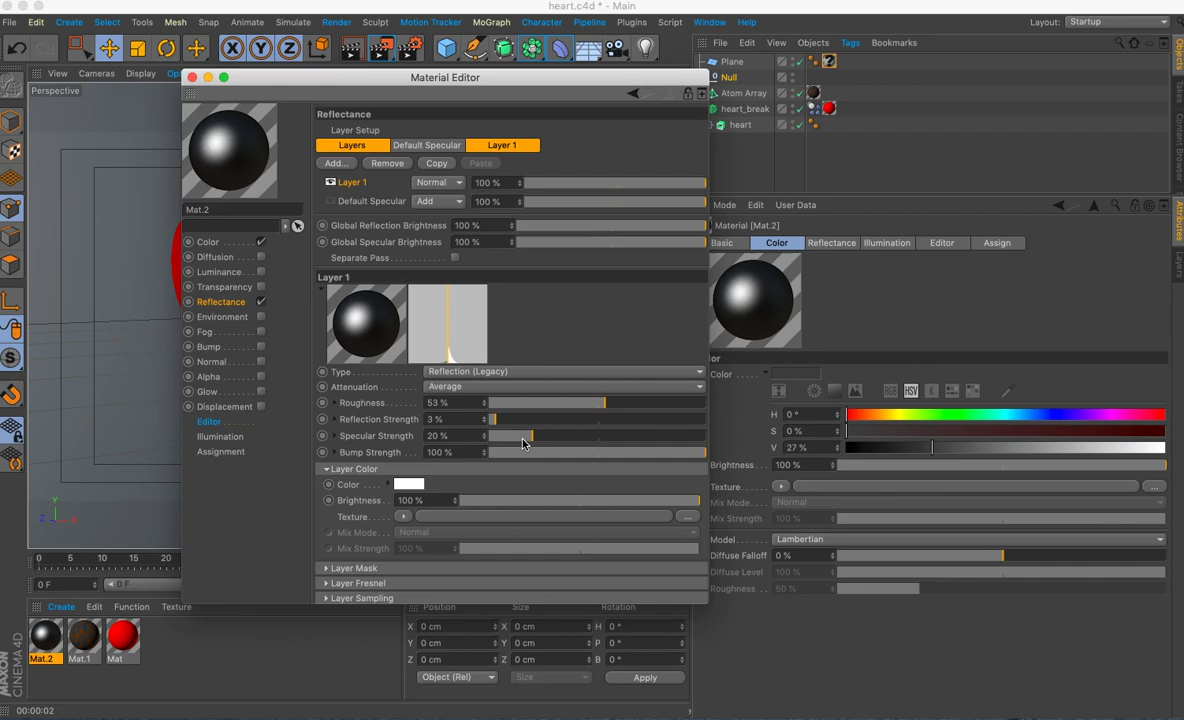 heart.c4d * - Main
File Edit Create Select Tools Mesh Snap Animate Simulate Render Sculpt Motion Tracker MoGraph Character Pipeline Plugins Script Window Help Layout: Startup
File Edit View Objects Tags Bookmarks
View Cameras Display
Material Editor
Perspective
Plane
Null
Atom Array
heart_break
heart
Objects
Takes
Content Browser
Attributes
Layers
Reflectance
Layer Setup
Layers Default Specular Layer 1
Add... Remove Copy Paste
Layer 1 Normal 100 %
Default Specular Add 100 %
Global Reflection Brightness 100 %
Global Specular Brightness 100 %
Separate Pass
Layer 1
Type Reflection (Legacy)
Attenuation Average
Roughness 53 %
Reflection Strength 3 %
Specular Strength 20 %
Bump Strength 100 %
Layer Color
Color
Brightness 100 %
Texture ...
Mix Mode Normal
Mix Strength 100 %
Layer Mask
Layer Fresnel
Layer Sampling
Mat.2
Color
Diffusion
Luminance
Transparency
Reflectance
Environment
Fog
Bump
Normal
Alpha
Glow
Displacement
Editor
Illumination
Assignment
Mode Edit User Data
Material [Mat.2]
Basic Color Reflectance Illumination Editor Assign
or
Color
HSV K
H 0 °
S 0 %
V 27 %
Brightness 100 %
Texture ...
Mix Mode Normal
Mix Strength 100 %
Model Lambertian
Diffuse Falloff 0 %
Diffuse Level 100 %
Roughness 50 %
Y
Z X
0 5 10 15 20
0 F 0 F
Create Edit Function Texture
Mat.2 Mat.1 Mat
Position Size Rotation
X 0 cm X 0 cm H 0 °
Y 0 cm Y 0 cm P 0 °
Z 0 cm Z 0 cm B 0 °
Object (Rel) Size Apply
MAXON CINEMA4D
00:00:02